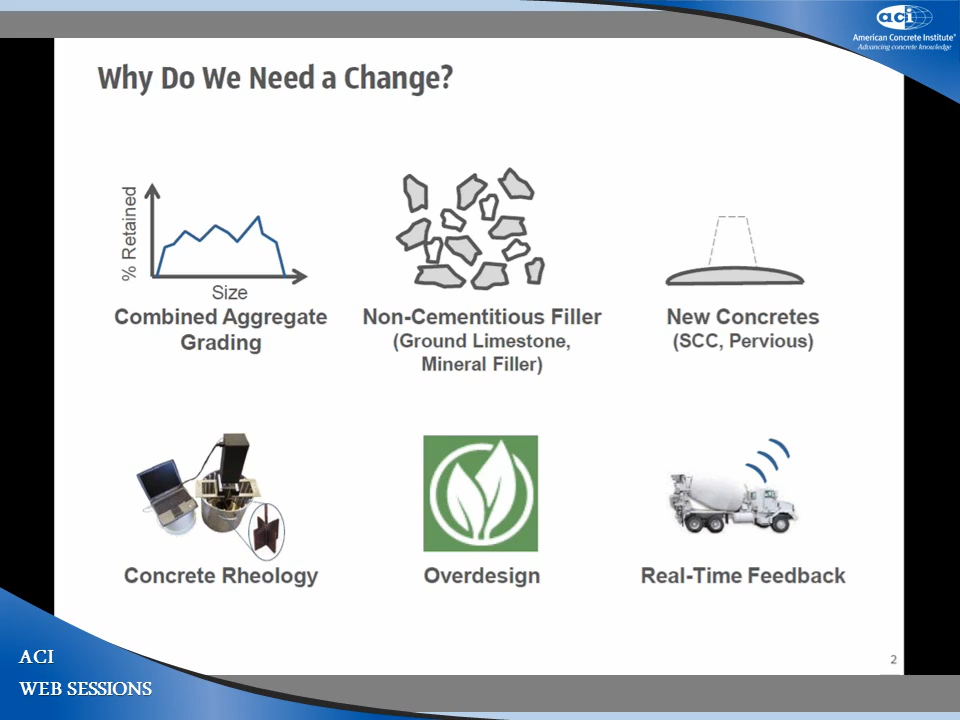 aci
American Concrete Institute®
Advancing concrete knowledge
Why Do We Need a Change?
% Retained
Size
Combined Aggregate
Grading
Non-Cementitious Filler
(Ground Limestone,
Mineral Filler)
New Concretes
(SCC, Pervious)
Concrete Rheology
Overdesign
Real-Time Feedback
ACI
WEB SESSIONS
2